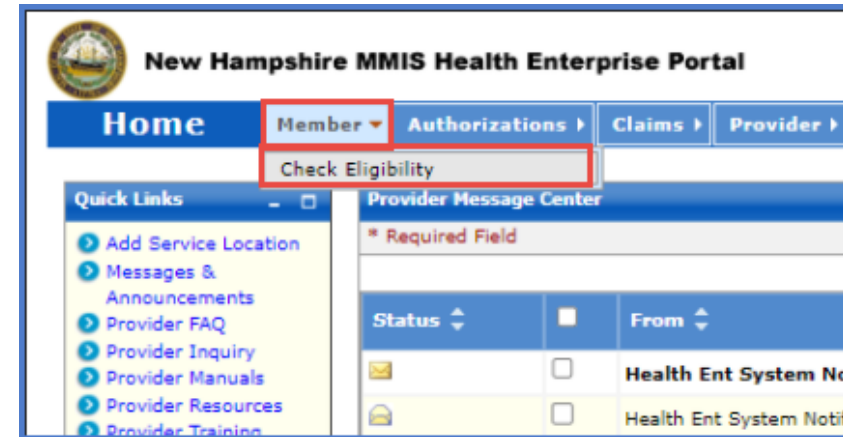 New Hampshire MMIS Health Enterprise Portal
Home Member Authorizations Claims Provider
Check Eligibility
Quick Links
Add Service Location
Messages &
Announcements
Provider FAQ
Provider Inquiry
Provider Manuals
Provider Resources
Provider Training
Provider Message Center
* Required Field
Status From
Health Ent System No
Health Ent System Notif